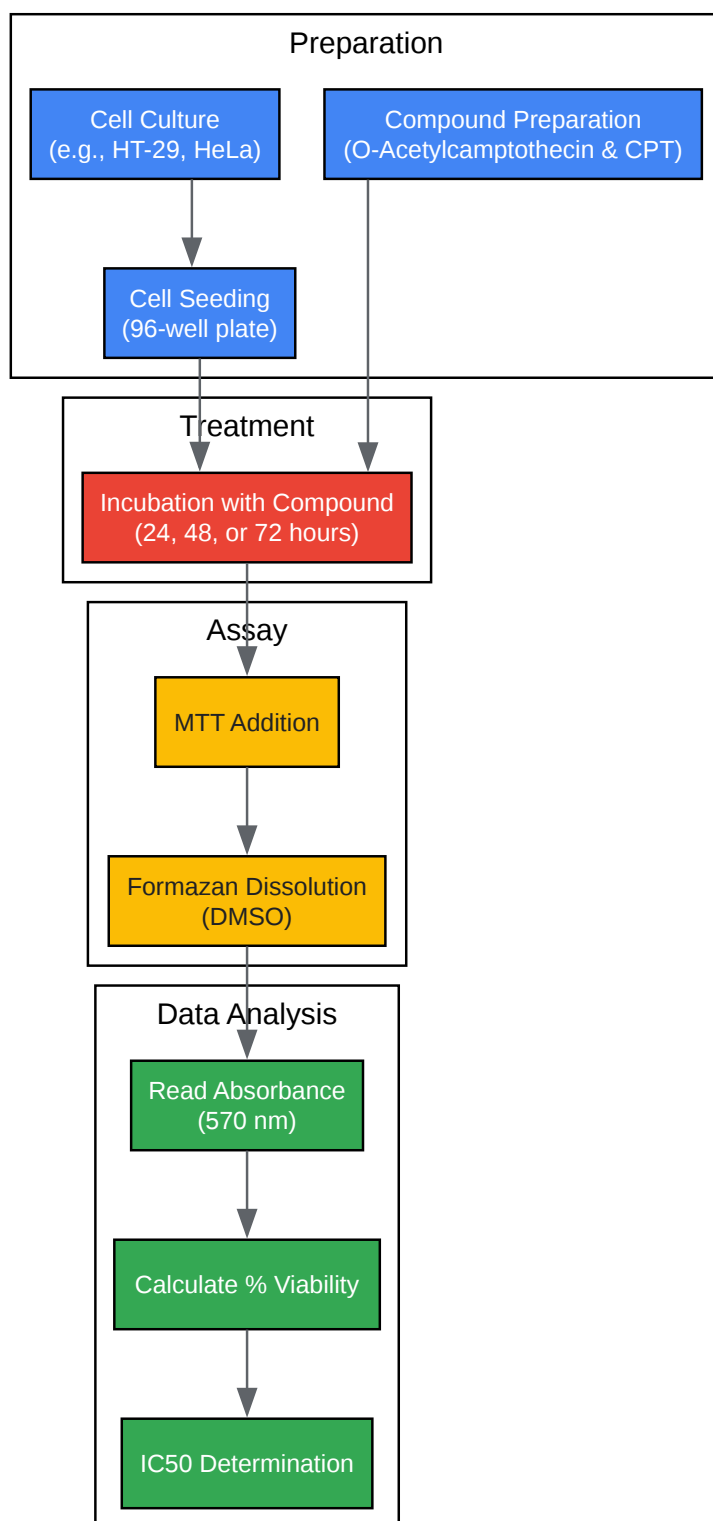 Preparation
Cell Culture
(e.g., HT-29, HeLa)
Compound Preparation
(O-Acetylcamptothecin & CPT)
Cell Seeding
(96-well plate)
Treatment
Incubation with Compound
(24, 48, or 72 hours)
Assay
MTT Addition
Formazan Dissolution
(DMSO)
Data Analysis
Read Absorbance
(570 nm)
Calculate % Viability
IC50 Determination